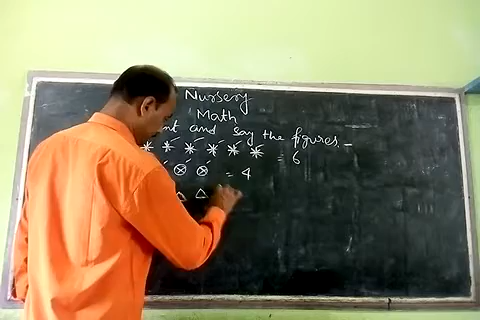 Nursery
Math
and say the figures.
= 6
= 4